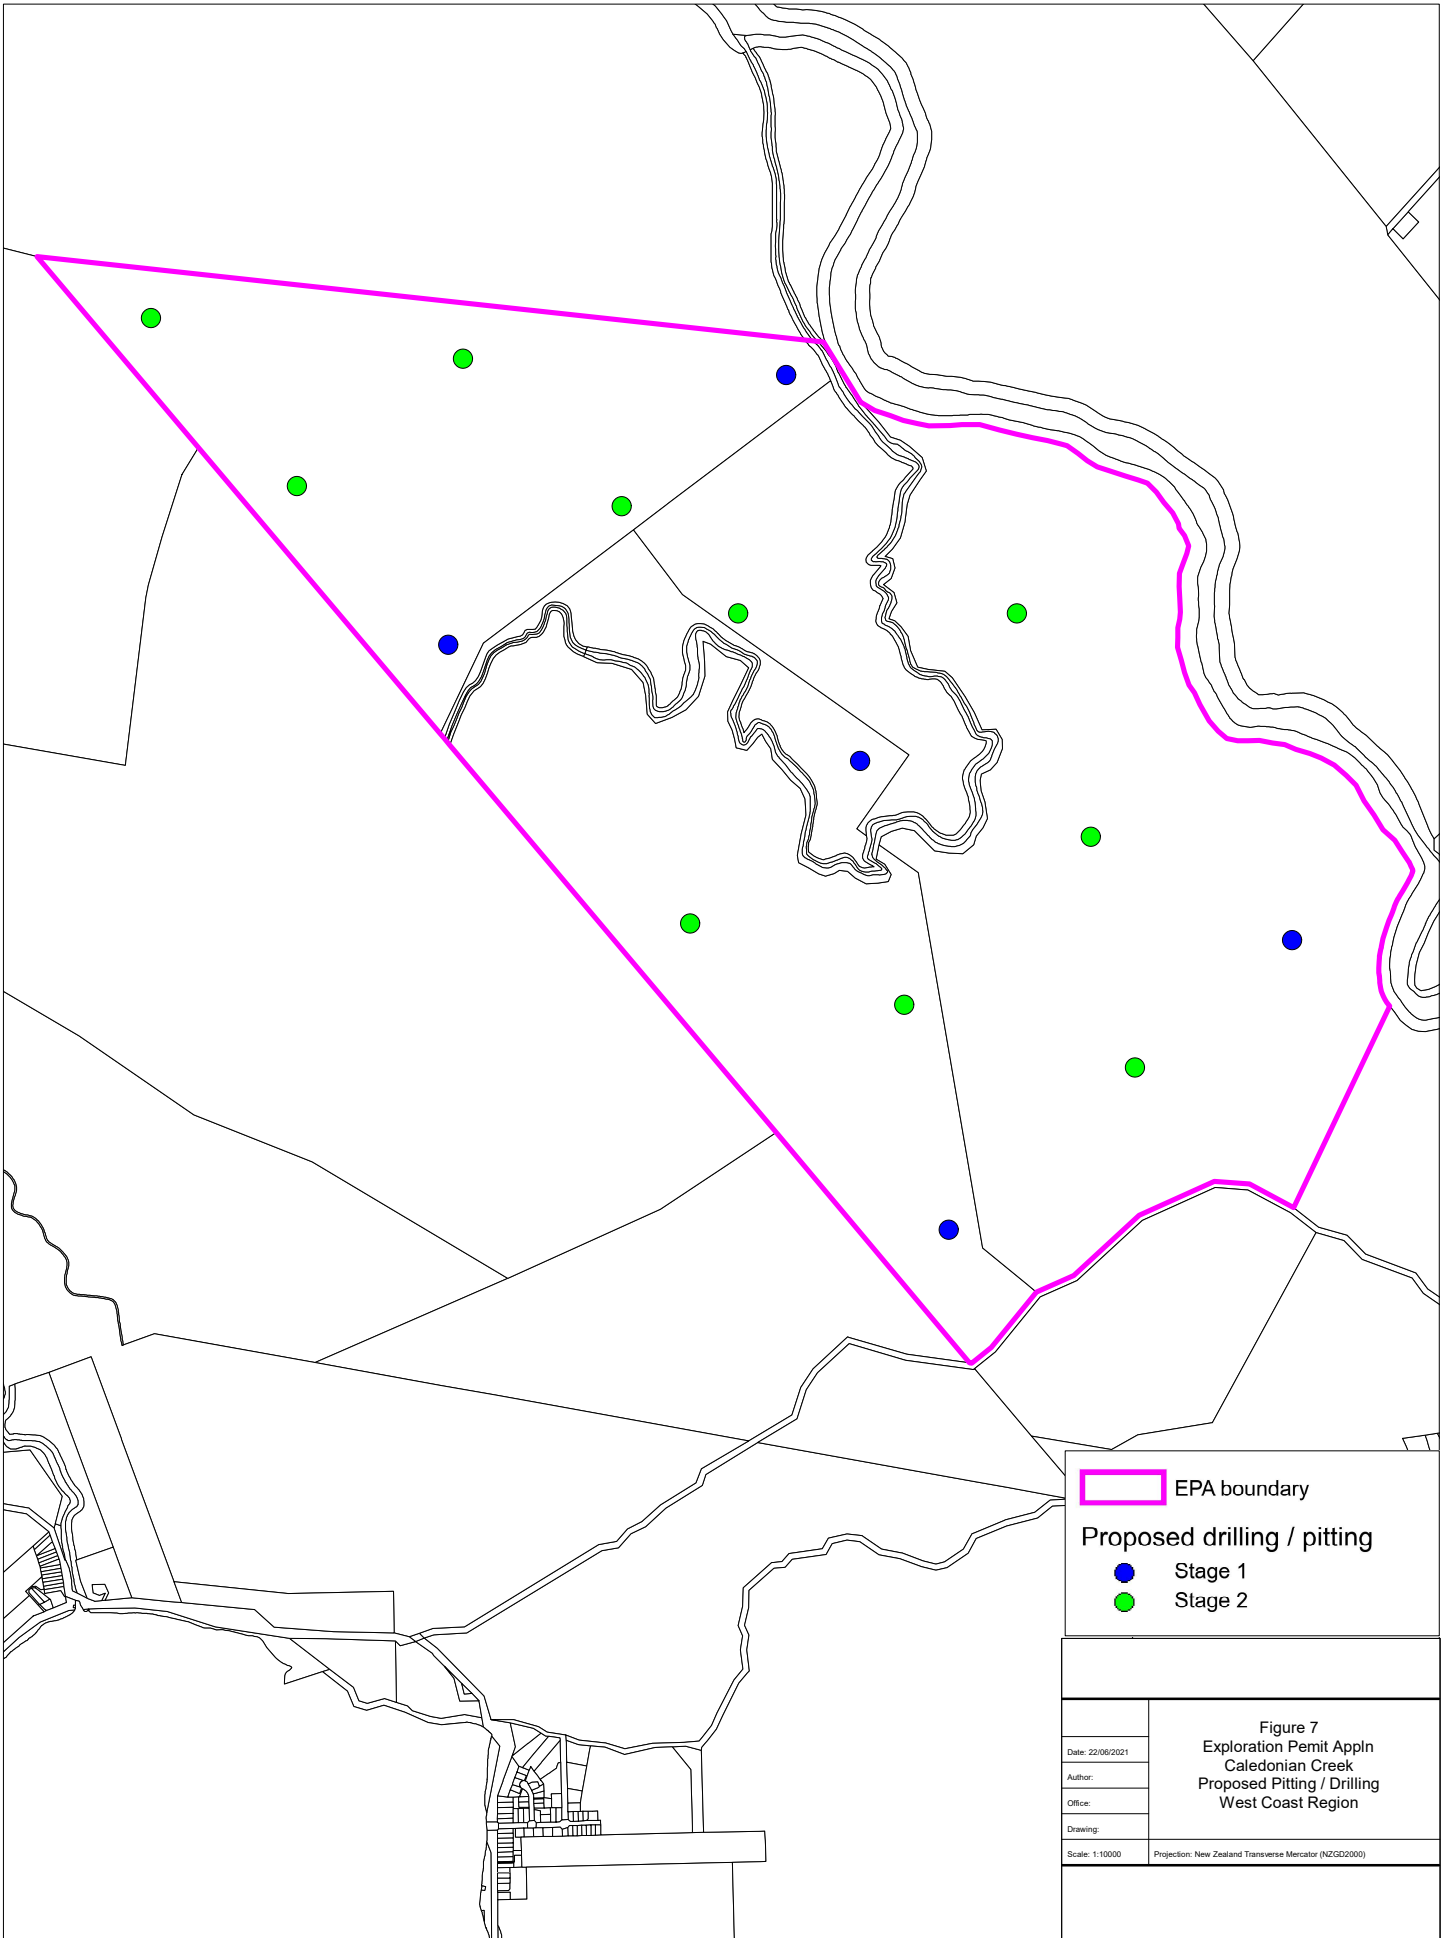 EPA boundary
Proposed drilling / pitting
Stage 1
Stage 2
Figure 7
Exploration Pemit Appln
Caledonian Creek
Proposed Pitting / Drilling
West Coast Region
Date: 22/06/2021
Author:
Office:
Drawing:
Scale: 1:10000
Projection: New Zealand Transverse Mercator (NZGD2000)